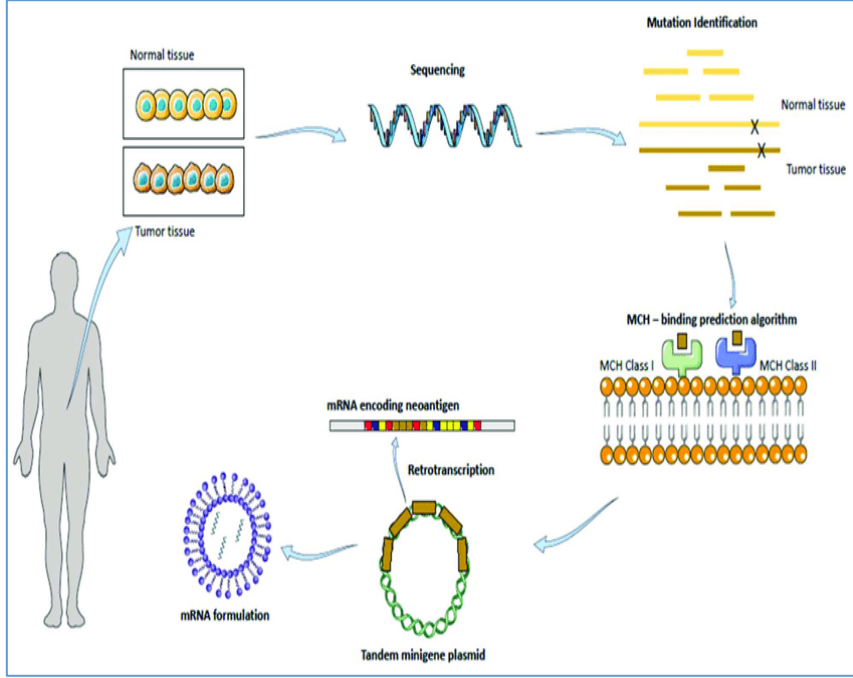 Mutation Identification
Normal tissue
Sequencing
Normal tissue
Tumor tissue
Tumor tissue
MCH – binding prediction algorithm
MCH Class I
MCH Class II
mRNA encoding neoantigen
Retrotranscription
mRNA formulation
Tandem minigene plasmid